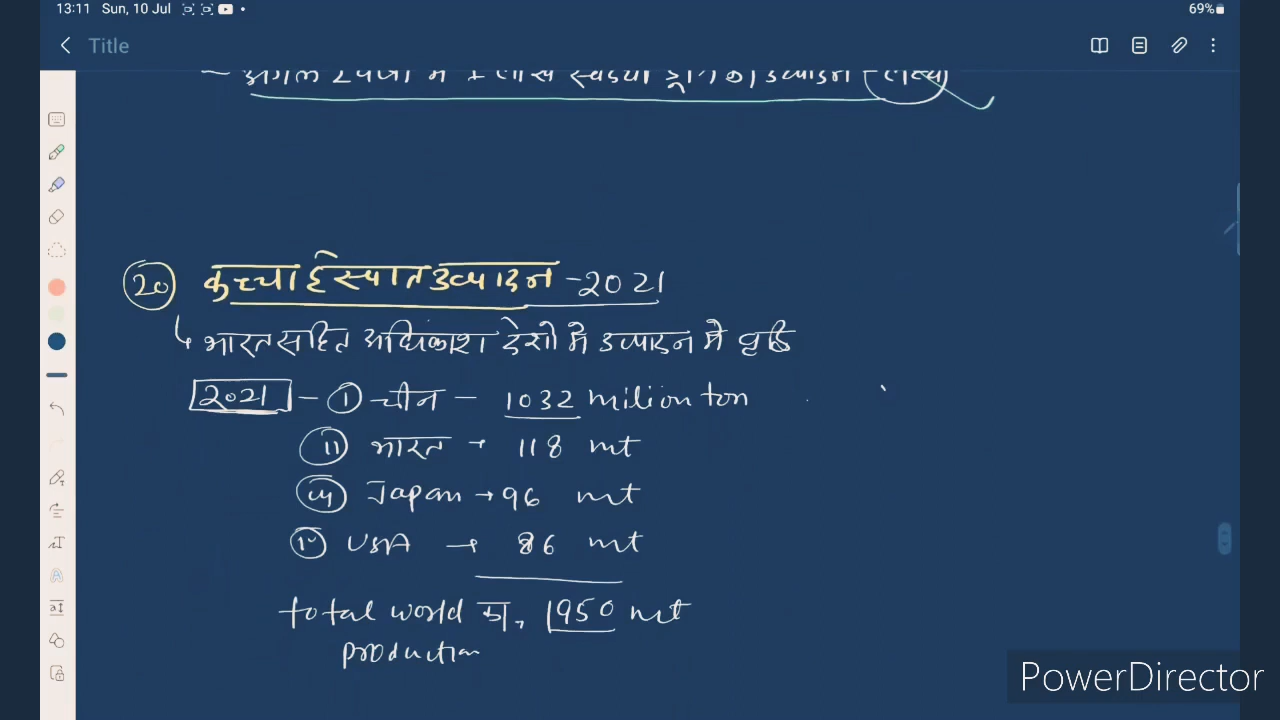 13:11 Sun, 10 Jul
69%
Title
20 कच्चा इस्पात उत्पादन -2021
भारत सहित अधिकांश देशो मे उत्पादन मे वृद्धि
2021 - (i) चीन - 1032 milion ton
(ii) भारत → 118 mt
(iii) Japan → 96 mt
(iv) USA → 86 mt
total world 1950 mt
production
PowerDirector